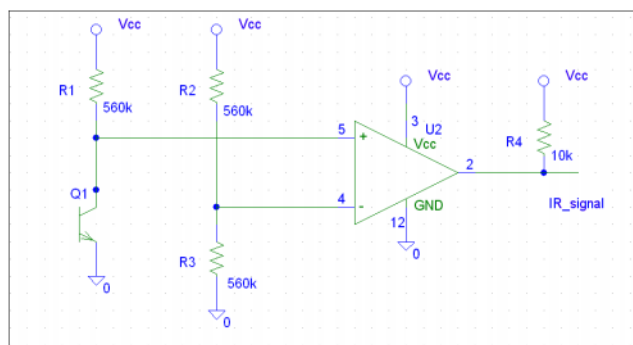 Vcc
Vcc
R1
560k
R2
560k
Vcc
Vcc
3
U2
Vcc
5
+
R4
10k
2
Q1
4
-
GND
IR_signal
12
0
R3
560k
0
0